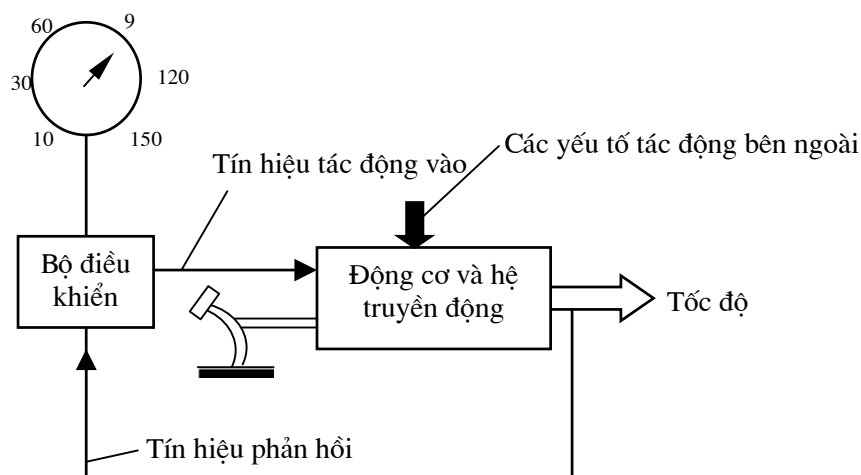 60
9
30
120
10
150
Các yếu tố tác động bên ngoài
Tín hiệu tác động vào
Bộ điều
khiển
Động cơ và hệ
truyền động
Tốc độ
Tín hiệu phản hồi